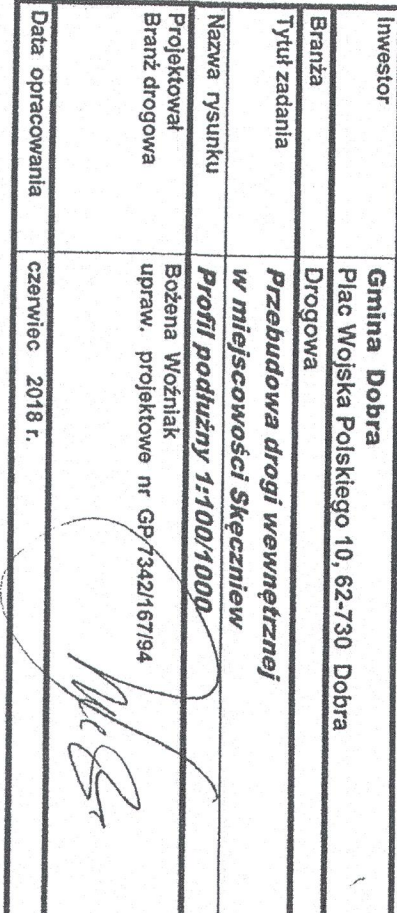 Inwestor
Gmina Dobra
Plac Wojska Polskiego 10, 62-730 Dobra
Branża
Drogowa
Tytuł zadania
Przebudowa drogi wewnętrznej
w miejscowości Skęczniew
Nazwa rysunku
Profil podłużny 1:100/1000
Projektował
Branż drogowa
Bożena Woźniak
upraw. projektowe nr GP 7342/167/94
Data opracowania
czerwiec 2018 r.